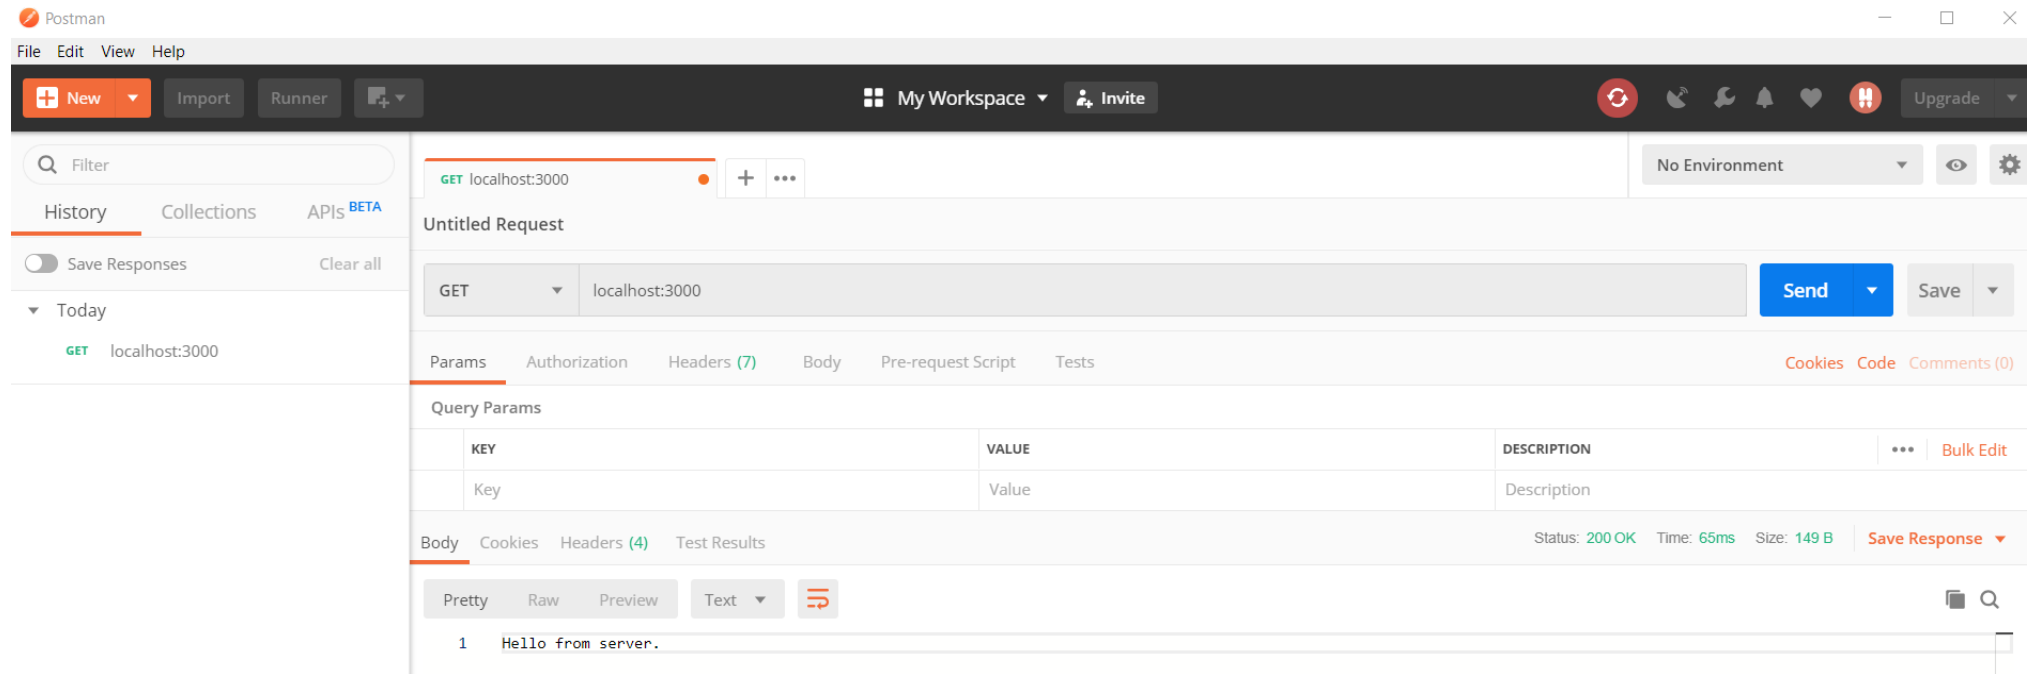 Postman
File Edit View Help
New Import Runner My Workspace Invite Upgrade
Filter
History Collections APIs BETA
Save Responses Clear all
Today
GET localhost:3000
GET localhost:3000 No Environment
Untitled Request
GET localhost:3000 Send Save
Params Authorization Headers (7) Body Pre-request Script Tests Cookies Code Comments (0)
Query Params
KEY VALUE DESCRIPTION Bulk Edit
Key Value Description
Body Cookies Headers (4) Test Results Status: 200 OK Time: 65ms Size: 149 B Save Response
Pretty Raw Preview Text
1 Hello from server.